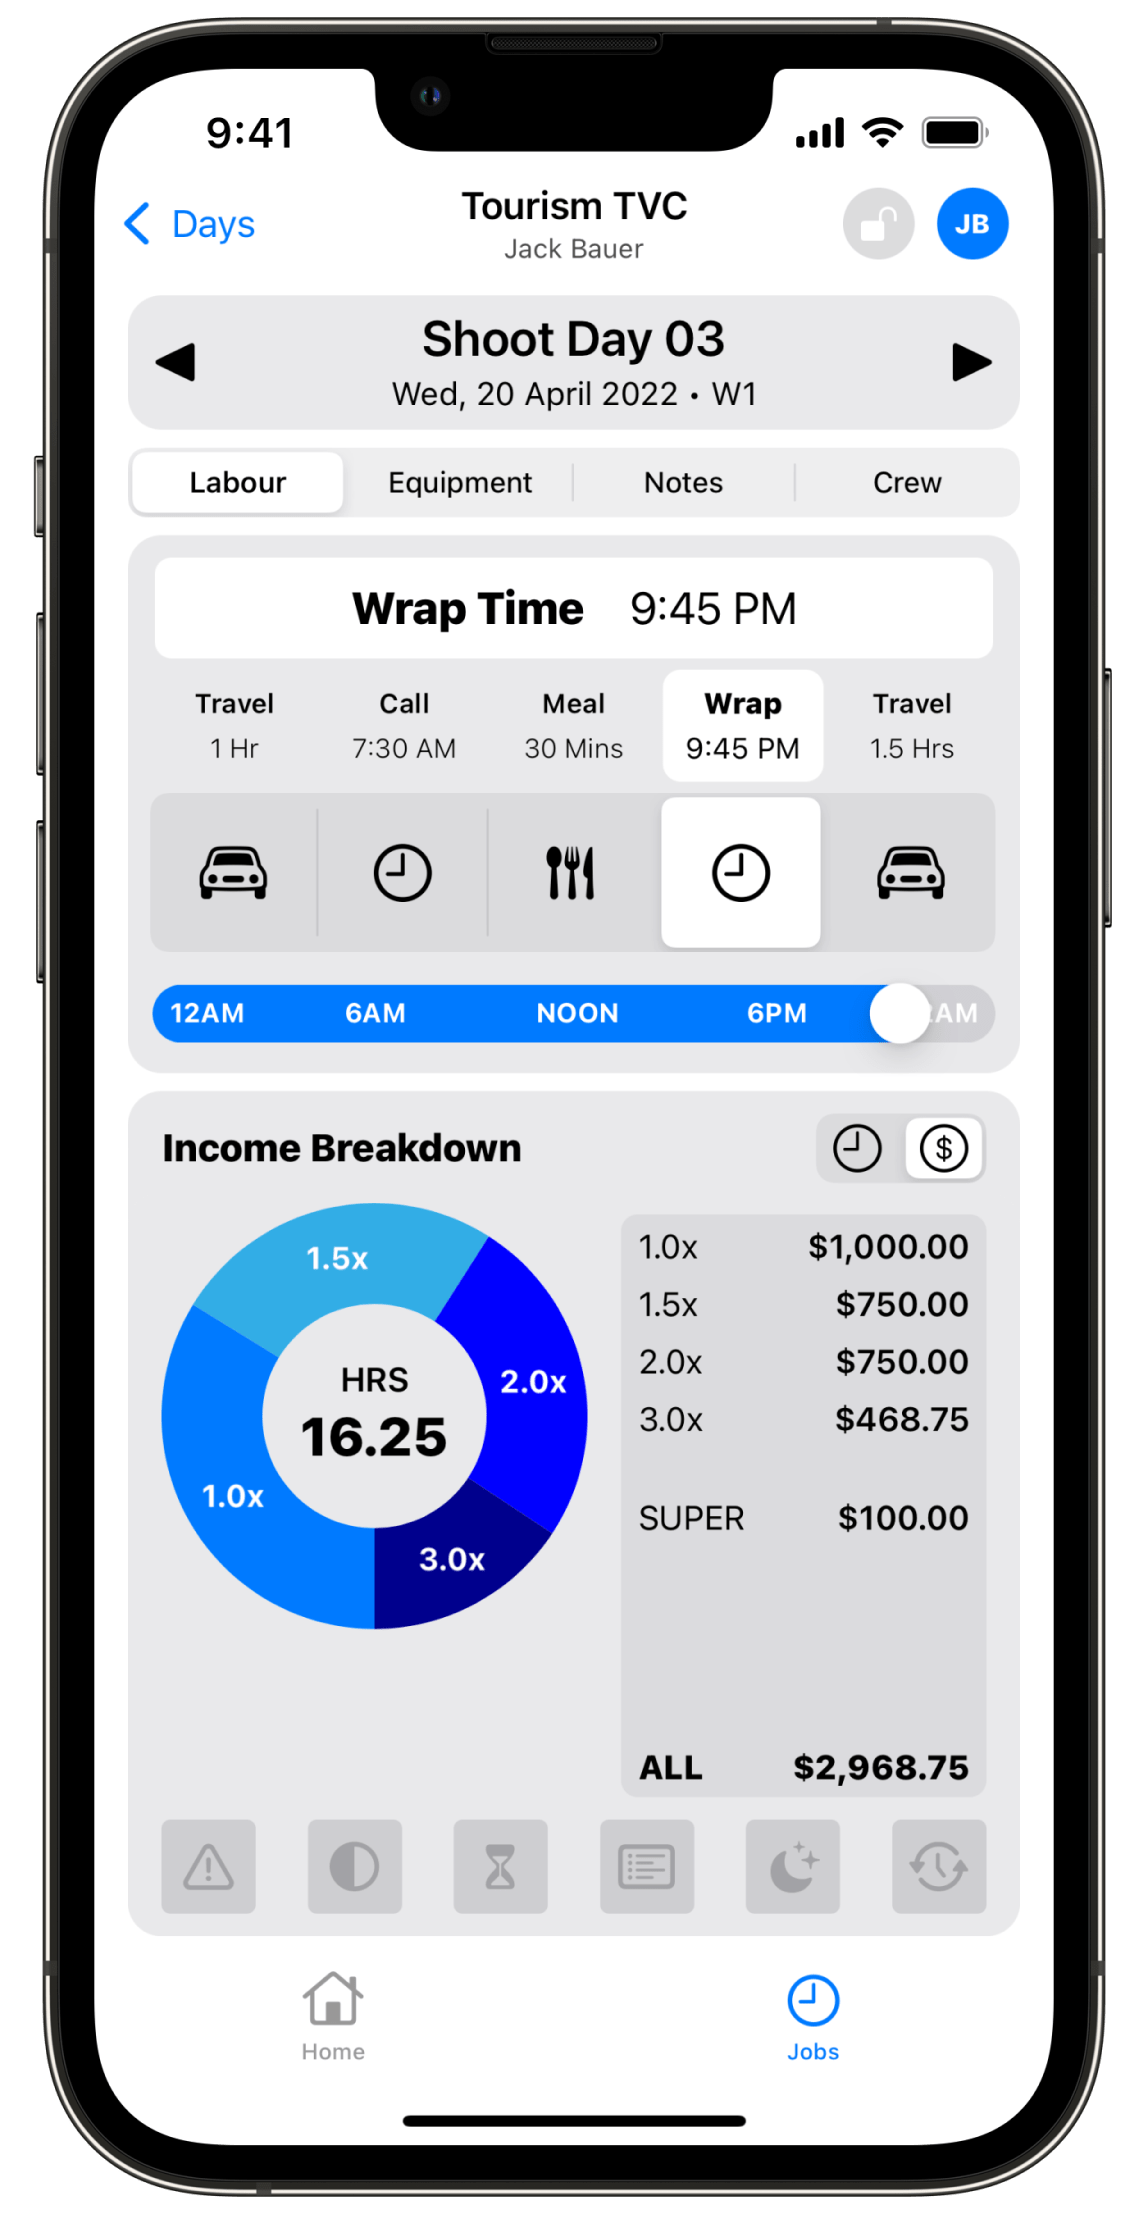 9:41
Days
Tourism TVC
Jack Bauer
JB
Shoot Day 03
Wed, 20 April 2022 • W1
Labour Equipment Notes Crew
Wrap Time 9:45 PM
Travel Call Meal Wrap Travel
1 Hr 7:30 AM 30 Mins 9:45 PM 1.5 Hrs
12AM 6AM NOON 6PM AM
Income Breakdown
$
1.5x
2.0x
HRS
16.25
1.0x
3.0x
1.0x $1,000.00
1.5x $750.00
2.0x $750.00
3.0x $468.75
SUPER $100.00
ALL $2,968.75
Home Jobs